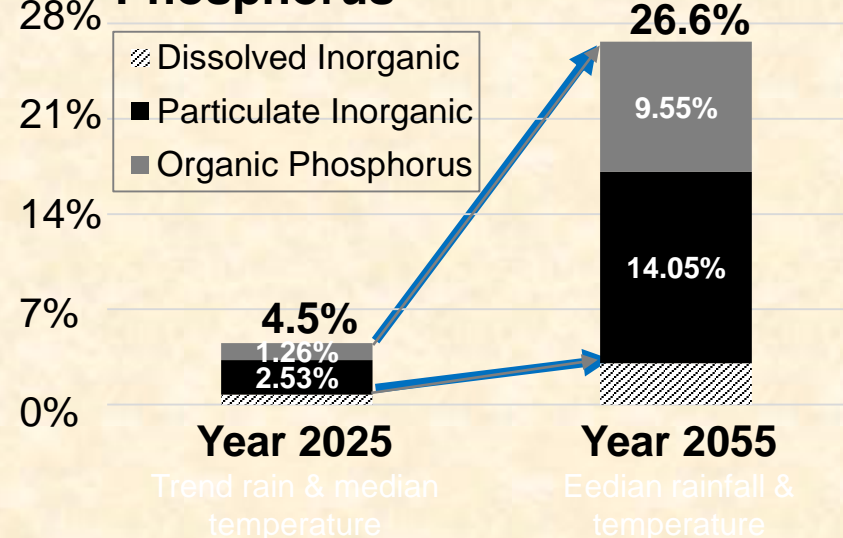 Phosphorus
28%
26.6%
Dissolved Inorganic
21%
Particulate Inorganic
9.55%
Organic Phosphorus
14%
14.05%
7%
4.5%
1.26%
2.53%
0%
Year 2025
Year 2055
Trend rain & median
temperature
Eedian rainfall &
temperature